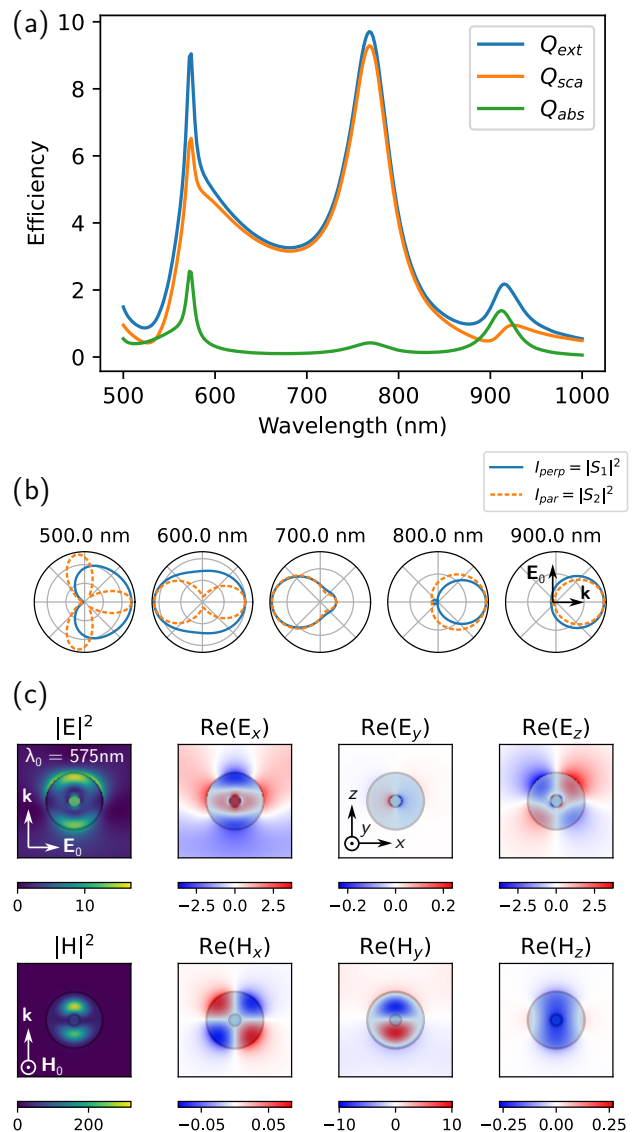 (a)
10
8
6
4
2
0
Efficiency
Q_ext
Q_sca
Q_abs
500 600 700 800 900 1000
Wavelength (nm)
(b)
I_perp = |S_1|^2
I_par = |S_2|^2
500.0 nm 600.0 nm 700.0 nm 800.0 nm 900.0 nm
E_0
k
(c)
|E|^2 Re(E_x) Re(E_y) Re(E_z)
λ_0 = 575nm
k
E_0
z
y
x
0 10 −2.5 0.0 2.5 −0.2 0.0 0.2 −2.5 0.0 2.5
|H|^2 Re(H_x) Re(H_y) Re(H_z)
k
H_0
0 200 −0.05 0.05 −10 0 10 −0.25 0.00 0.25